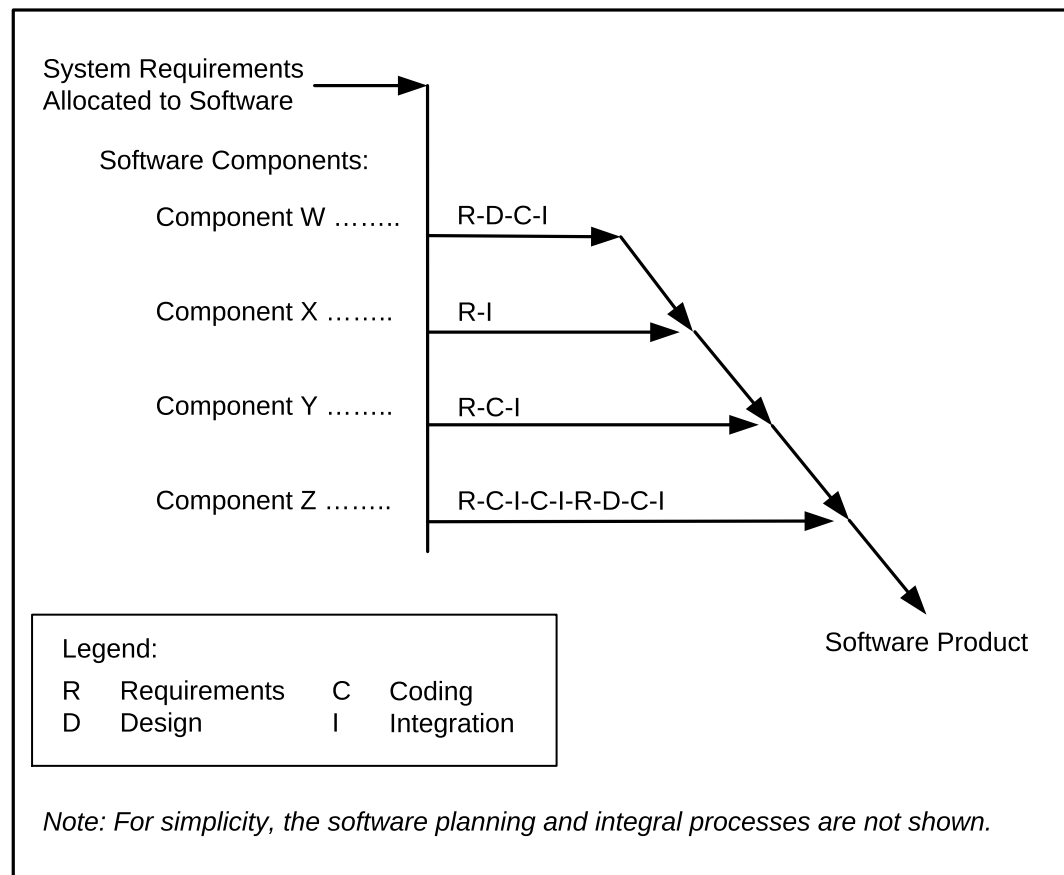 System Requirements
Allocated to Software
Software Components:
Component W ……..
R-D-C-I
Component X ……..
R-I
Component Y ……..
R-C-I
Component Z ……..
R-C-I-C-I-R-D-C-I
Software Product
Legend:
R Requirements C Coding
D Design I Integration
Note: For simplicity, the software planning and integral processes are not shown.